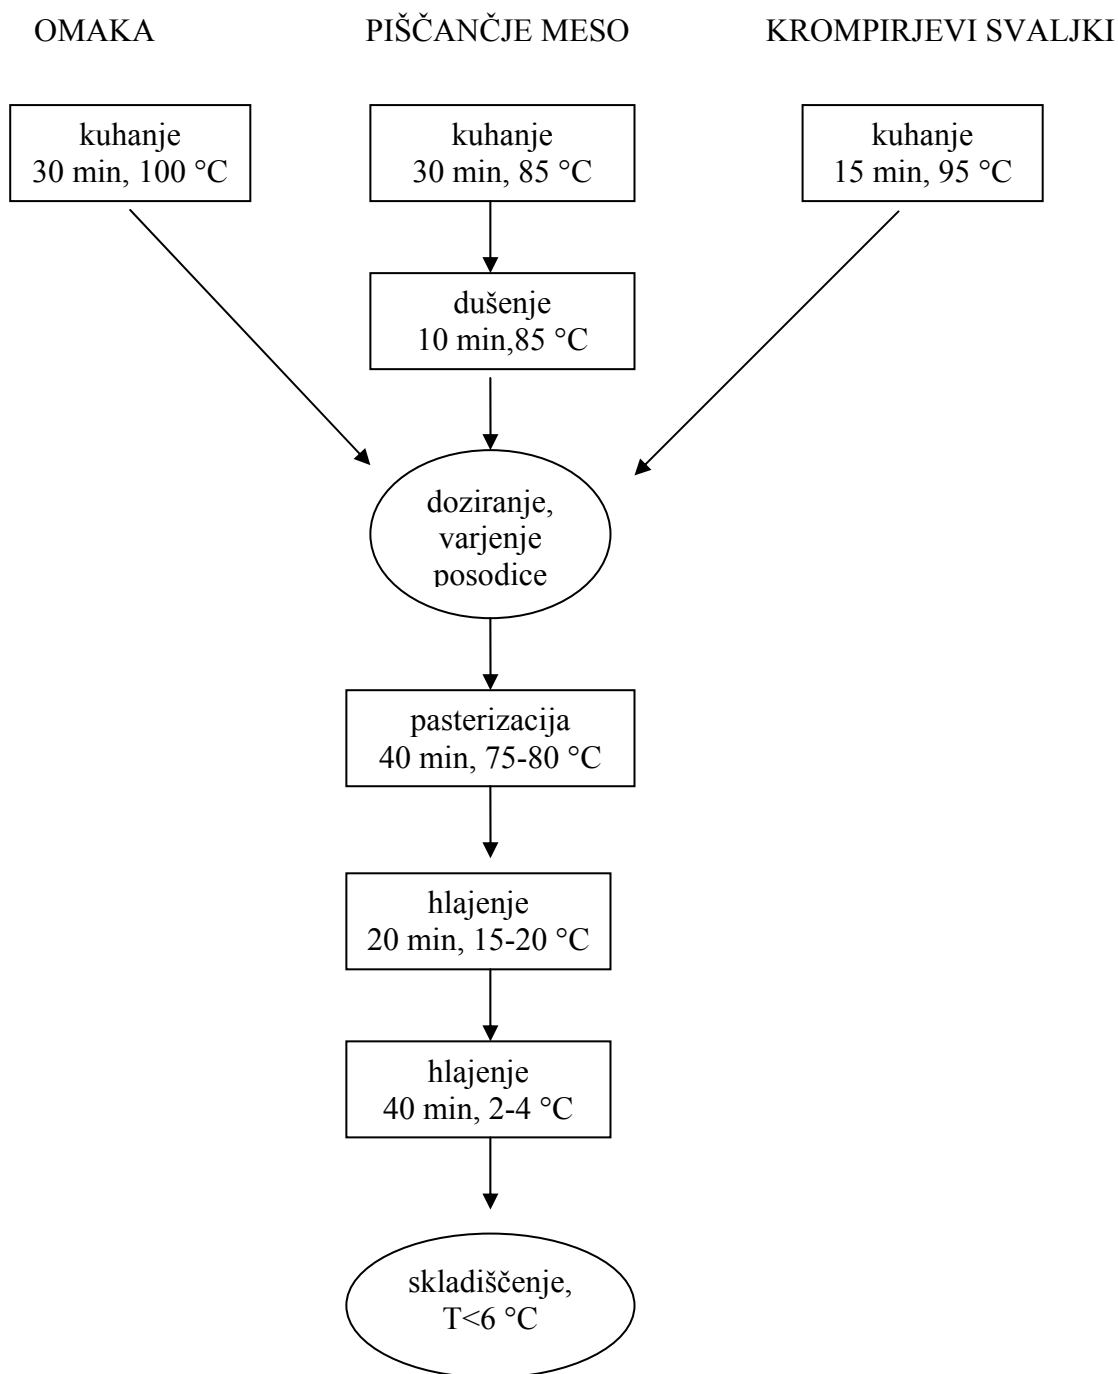 OMAKA
PIŠČANČJE MESO
KROMPIRJEVI SVALJKI
kuhanje
30 min, 100 °C
kuhanje
30 min, 85 °C
kuhanje
15 min, 95 °C
dušenje
10 min,85 °C
doziranje,
varjenje
posodice
pasterizacija
40 min, 75-80 °C
hlajenje
20 min, 15-20 °C
hlajenje
40 min, 2-4 °C
skladiščenje,
T<6 °C